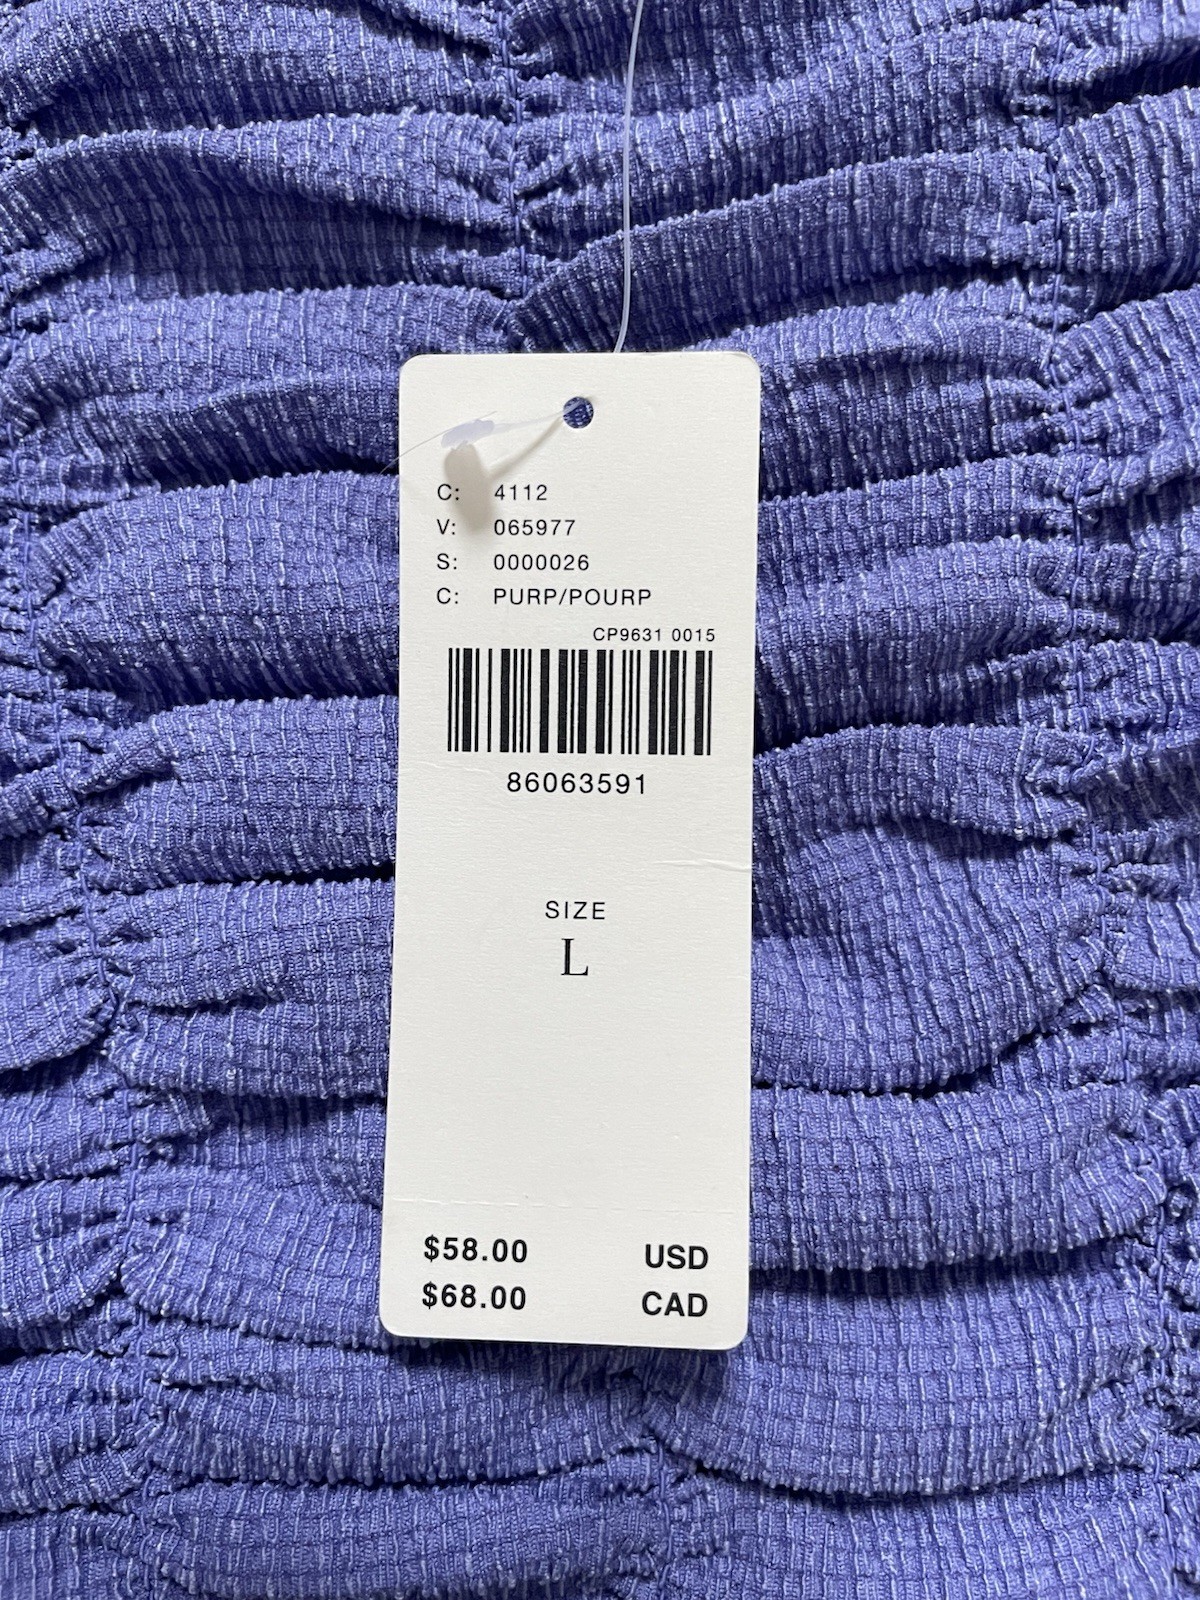 C: 4112
V: 065977
S: 0000026
C: PURP/POURP
CP9631 0015
86063591
SIZE
L
$58.00 USD
$68.00 CAD